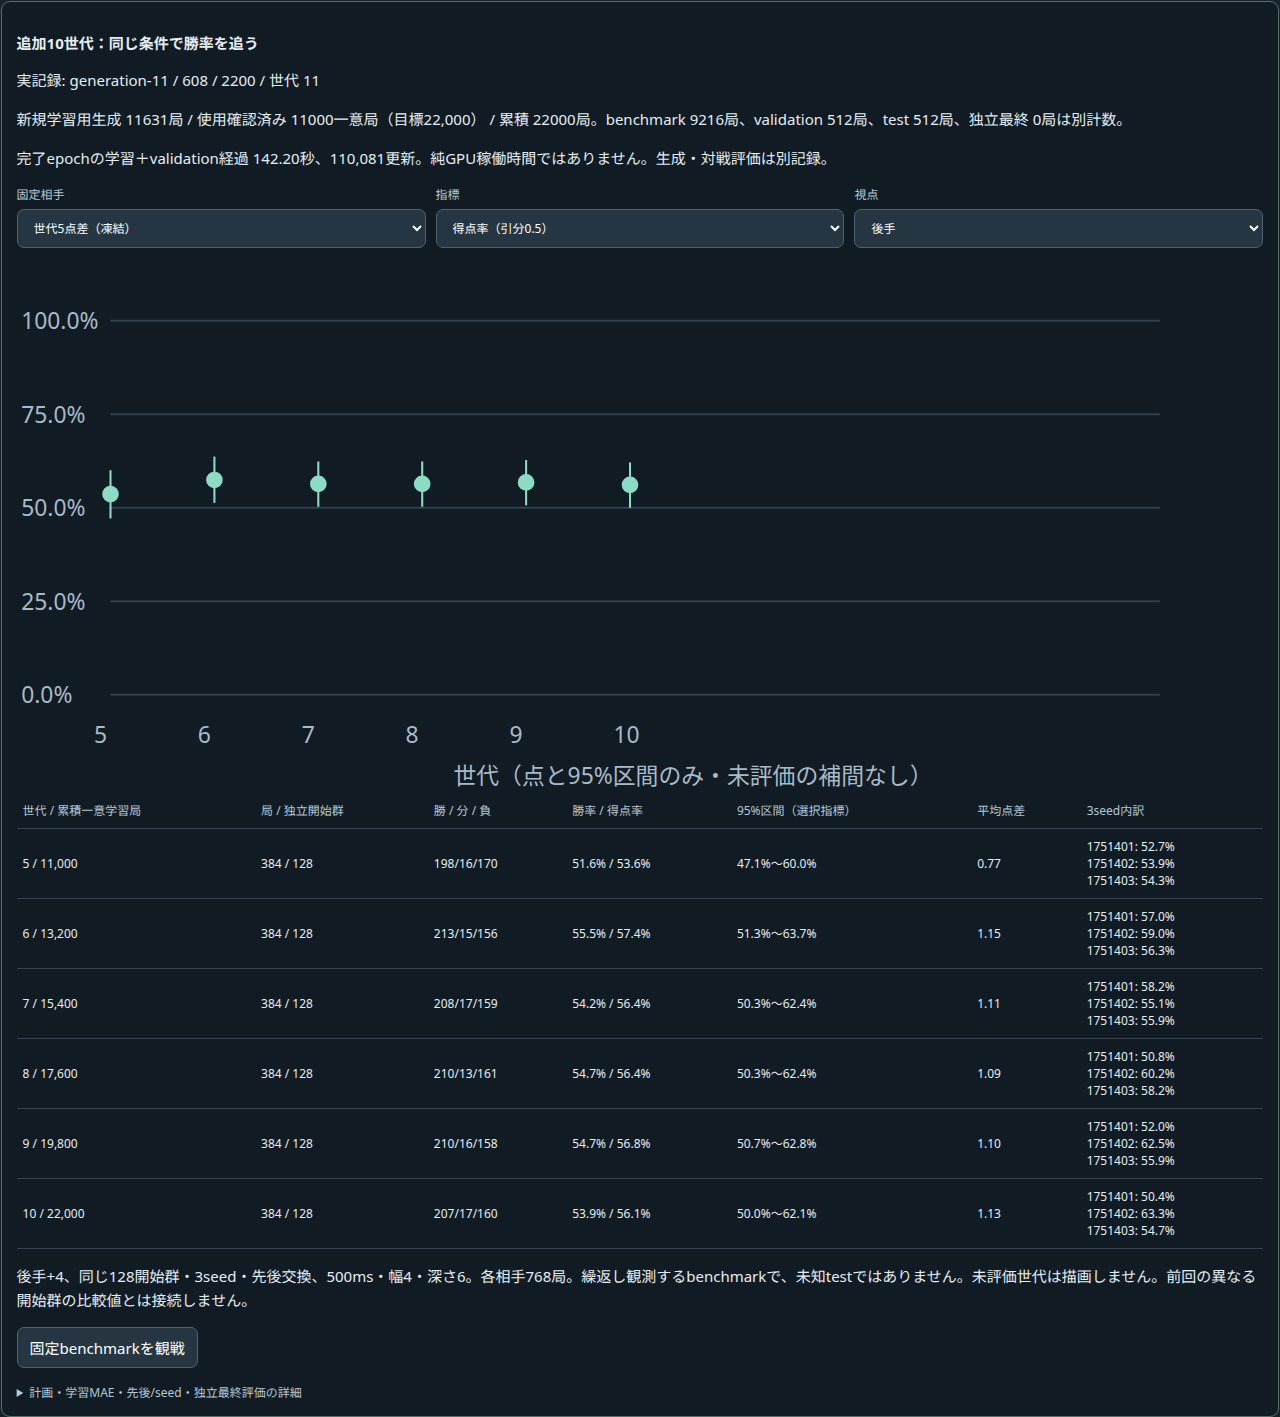 追加10世代：同じ条件で勝率を追う
実記録: generation-11 / 608 / 2200 / 世代 11
新規学習用生成 11631局 / 使用確認済み 11000一意局（目標22,000） / 累積 22000局。benchmark 9216局、validation 512局、test 512局、独立最終 0局は別計数。
完了epochの学習＋validation経過 142.20秒、110,081更新。純GPU稼働時間ではありません。生成・対戦評価は別記録。
固定相手 指標 視点
世代5点差（凍結） 得点率（引分0.5） 後手
100.0%
75.0%
50.0%
25.0%
0.0%
5 6 7 8 9 10
世代（点と95%区間のみ・未評価の補間なし）
世代 / 累積一意学習局 局 / 独立開始群 勝 / 分 / 負 勝率 / 得点率 95%区間（選択指標） 平均点差 3seed内訳
1751401: 52.7%
5 / 11,000 384 / 128 198/16/170 51.6% / 53.6% 47.1%〜60.0% 0.77 1751402: 53.9%
1751403: 54.3%
1751401: 57.0%
6 / 13,200 384 / 128 213/15/156 55.5% / 57.4% 51.3%〜63.7% 1.15 1751402: 59.0%
1751403: 56.3%
1751401: 58.2%
7 / 15,400 384 / 128 208/17/159 54.2% / 56.4% 50.3%〜62.4% 1.11 1751402: 55.1%
1751403: 55.9%
1751401: 50.8%
8 / 17,600 384 / 128 210/13/161 54.7% / 56.4% 50.3%〜62.4% 1.09 1751402: 60.2%
1751403: 58.2%
1751401: 52.0%
9 / 19,800 384 / 128 210/16/158 54.7% / 56.8% 50.7%〜62.8% 1.10 1751402: 62.5%
1751403: 55.9%
1751401: 50.4%
10 / 22,000 384 / 128 207/17/160 53.9% / 56.1% 50.0%〜62.1% 1.13 1751402: 63.3%
1751403: 54.7%
後手+4、同じ128開始群・3seed・先後交換、500ms・幅4・深さ6。各相手768局。繰返し観測するbenchmarkで、未知testではありません。未評価世代は描画しません。前回の異なる
開始群の比較値とは接続しません。
固定benchmarkを観戦
▶ 計画・学習MAE・先後/seed・独立最終評価の詳細